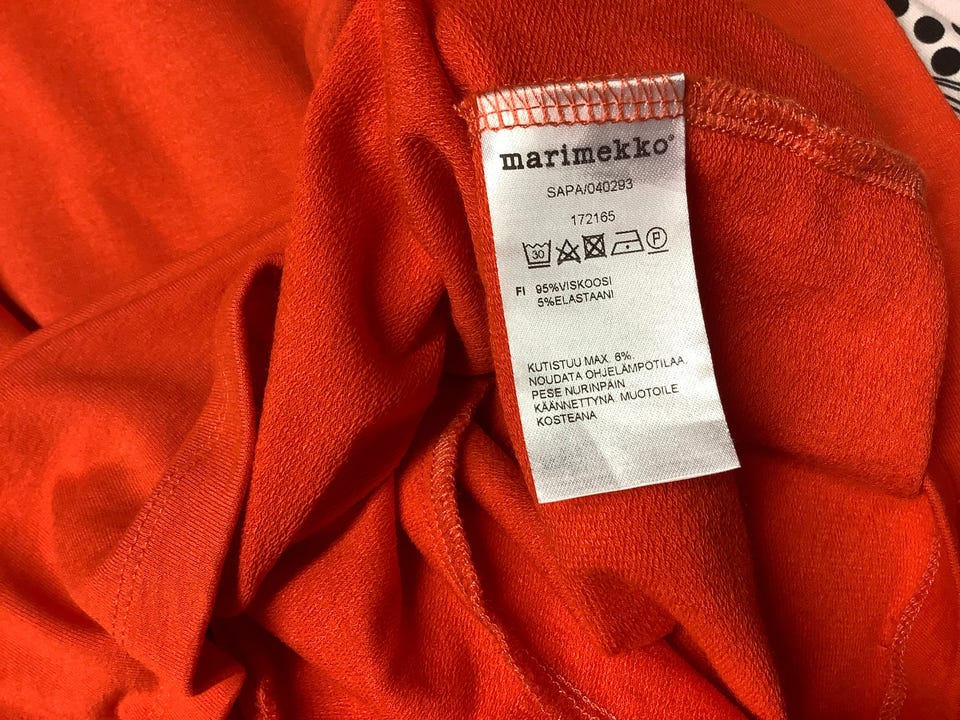 marimekko®
SAPA/040293
172165
30 P
FI 95%VISKOOSI
5%ELASTAANI
KUTISTUU MAX. 6%.
NOUDATA OHJELÄMPOTILAA.
PESE NURINPÄIN
KÄÄNNETTYNÄ. MUOTOILE
KOSTEANA